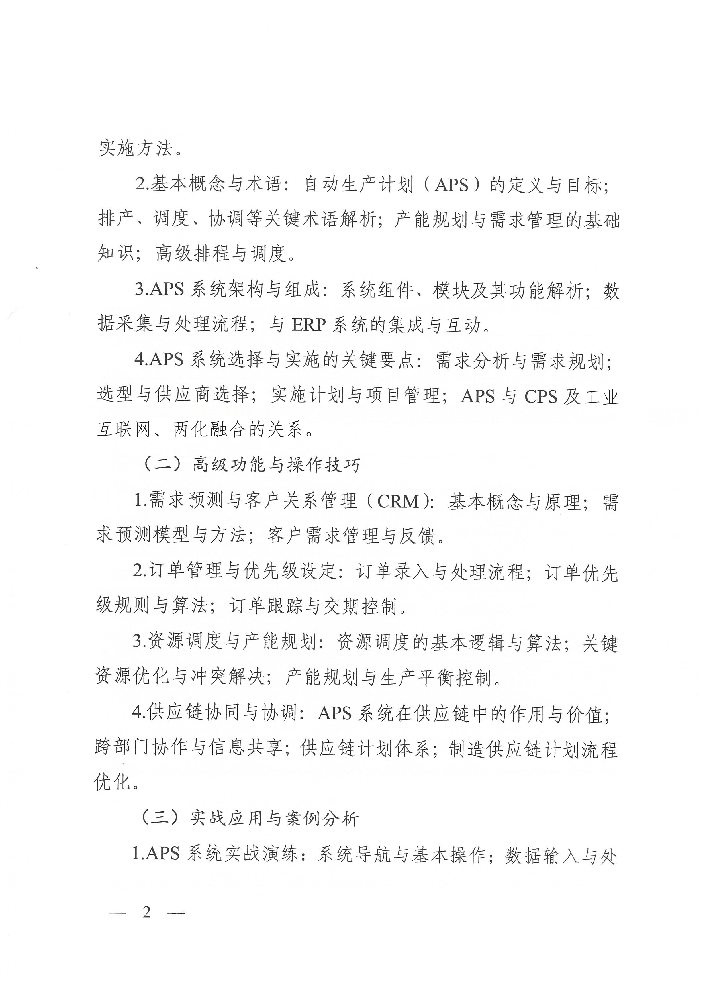 实施方法。
2.基本概念与术语：自动生产计划（APS）的定义与目标；
排产、调度、协调等关键术语解析；产能规划与需求管理的基础
知识；高级排程与调度。
3.APS 系统架构与组成：系统组件、模块及其功能解析；数
据采集与处理流程；与 ERP 系统的集成与互动。
4.APS 系统选择与实施的关键要点：需求分析与需求规划；
选型与供应商选择；实施计划与项目管理；APS 与 CPS 及工业
互联网、两化融合的关系。
（二）高级功能与操作技巧
1.需求预测与客户关系管理（CRM）：基本概念与原理；需
求预测模型与方法；客户需求管理与反馈。
2.订单管理与优先级设定：订单录入与处理流程；订单优先
级规则与算法；订单跟踪与交期控制。
3.资源调度与产能规划：资源调度的基本逻辑与算法；关键
资源优化与冲突解决；产能规划与生产平衡控制。
4.供应链协同与协调：APS 系统在供应链中的作用与价值；
跨部门协作与信息共享；供应链计划体系；制造供应链计划流程
优化。
（三）实战应用与案例分析
1.APS 系统实战演练：系统导航与基本操作；数据输入与处
— 2 —